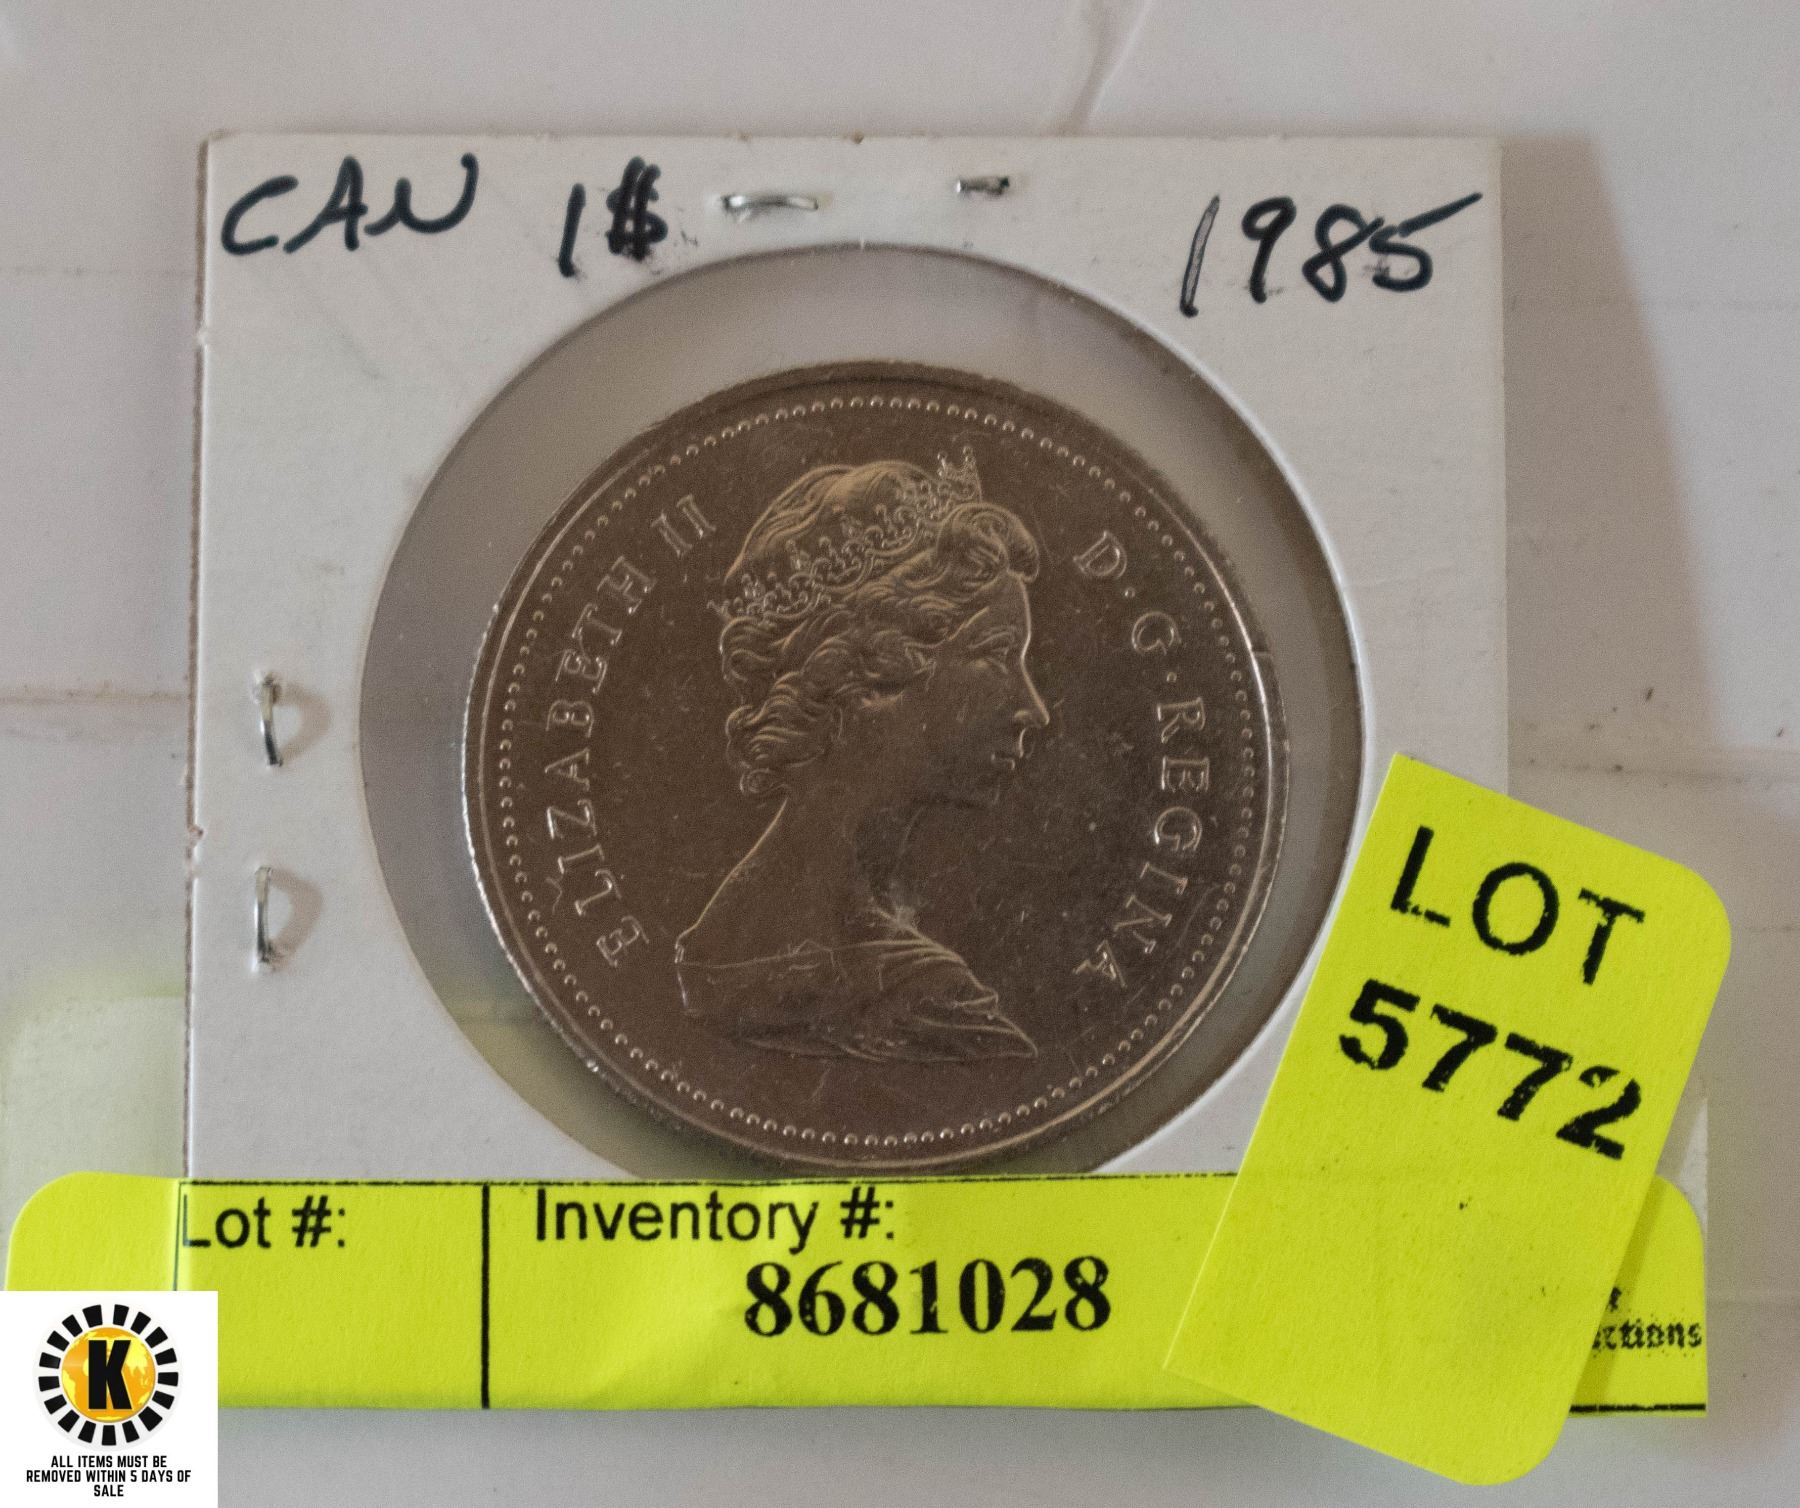 CAN 1$ 1985
ELIZABETH II D.G. REGINA
LOT
5772
Lot #: Inventory #:
8681028
K
ALL ITEMS MUST BE
REMOVED WITHIN 5 DAYS OF
SALE